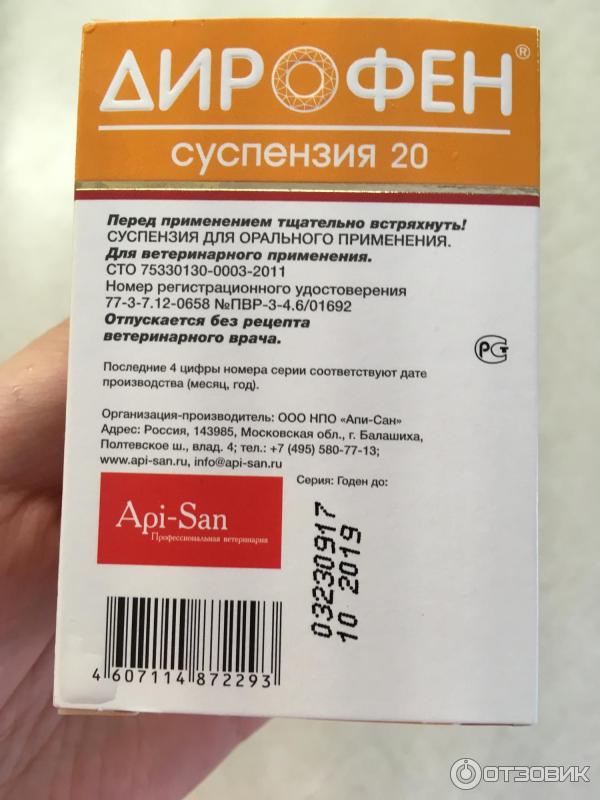 ДИРОФЕН®
суспензия 20
Перед применением тщательно встряхнуть!
СУСПЕНЗИЯ ДЛЯ ОРАЛЬНОГО ПРИМЕНЕНИЯ.
Для ветеринарного применения.
СТО 75330130-0003-2011
Номер регистрационного удостоверения
77-3-7.12-0658 №ПВР-3-4.6/01692
Отпускается без рецепта
ветеринарного врача.
РСТ
Последние 4 цифры номера серии соответствуют дате
производства (месяц, год).
Организация-производитель: ООО НПО «Апи-Сан»
Адрес: Россия, 143985, Московская обл., г. Балашиха,
Полтевское ш., влад. 4; тел.: +7 (495) 580-77-13;
www.api-san.ru, info@api-san.ru
Серия: Годен до:
Api-San
Профессиональная ветеринария
03230917
10 2019
4 607114 872293
ОТЗОВИК